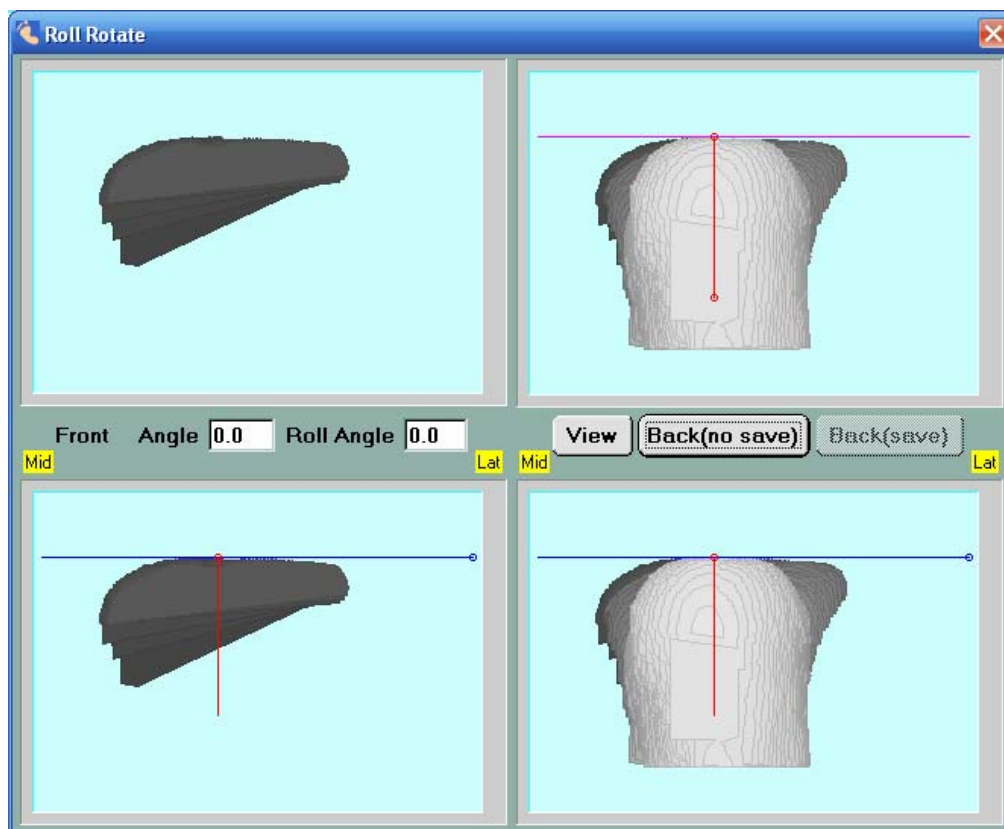 Roll Rotate
Front Angle 0.0 Roll Angle 0.0 View Back(no save) Back(save)
Mid Lat Mid Lat